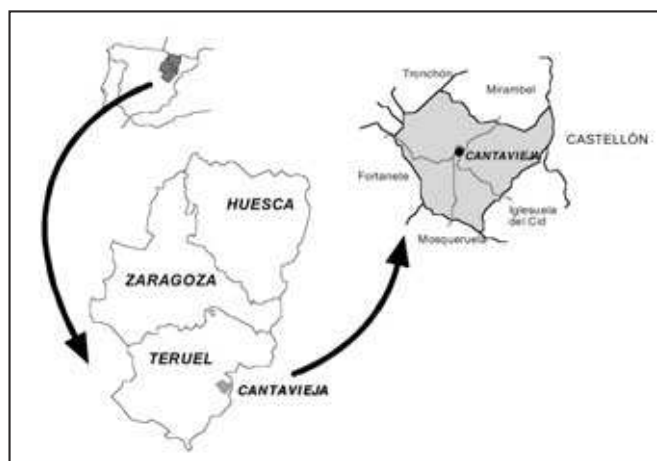 Tronchón
Mirambel
CASTELLÓN
CANTAVIEJA
Fortanete
Iglesuela
del Cid
Mosqueruela
HUESCA
ZARAGOZA
TERUEL
CANTAVIEJA